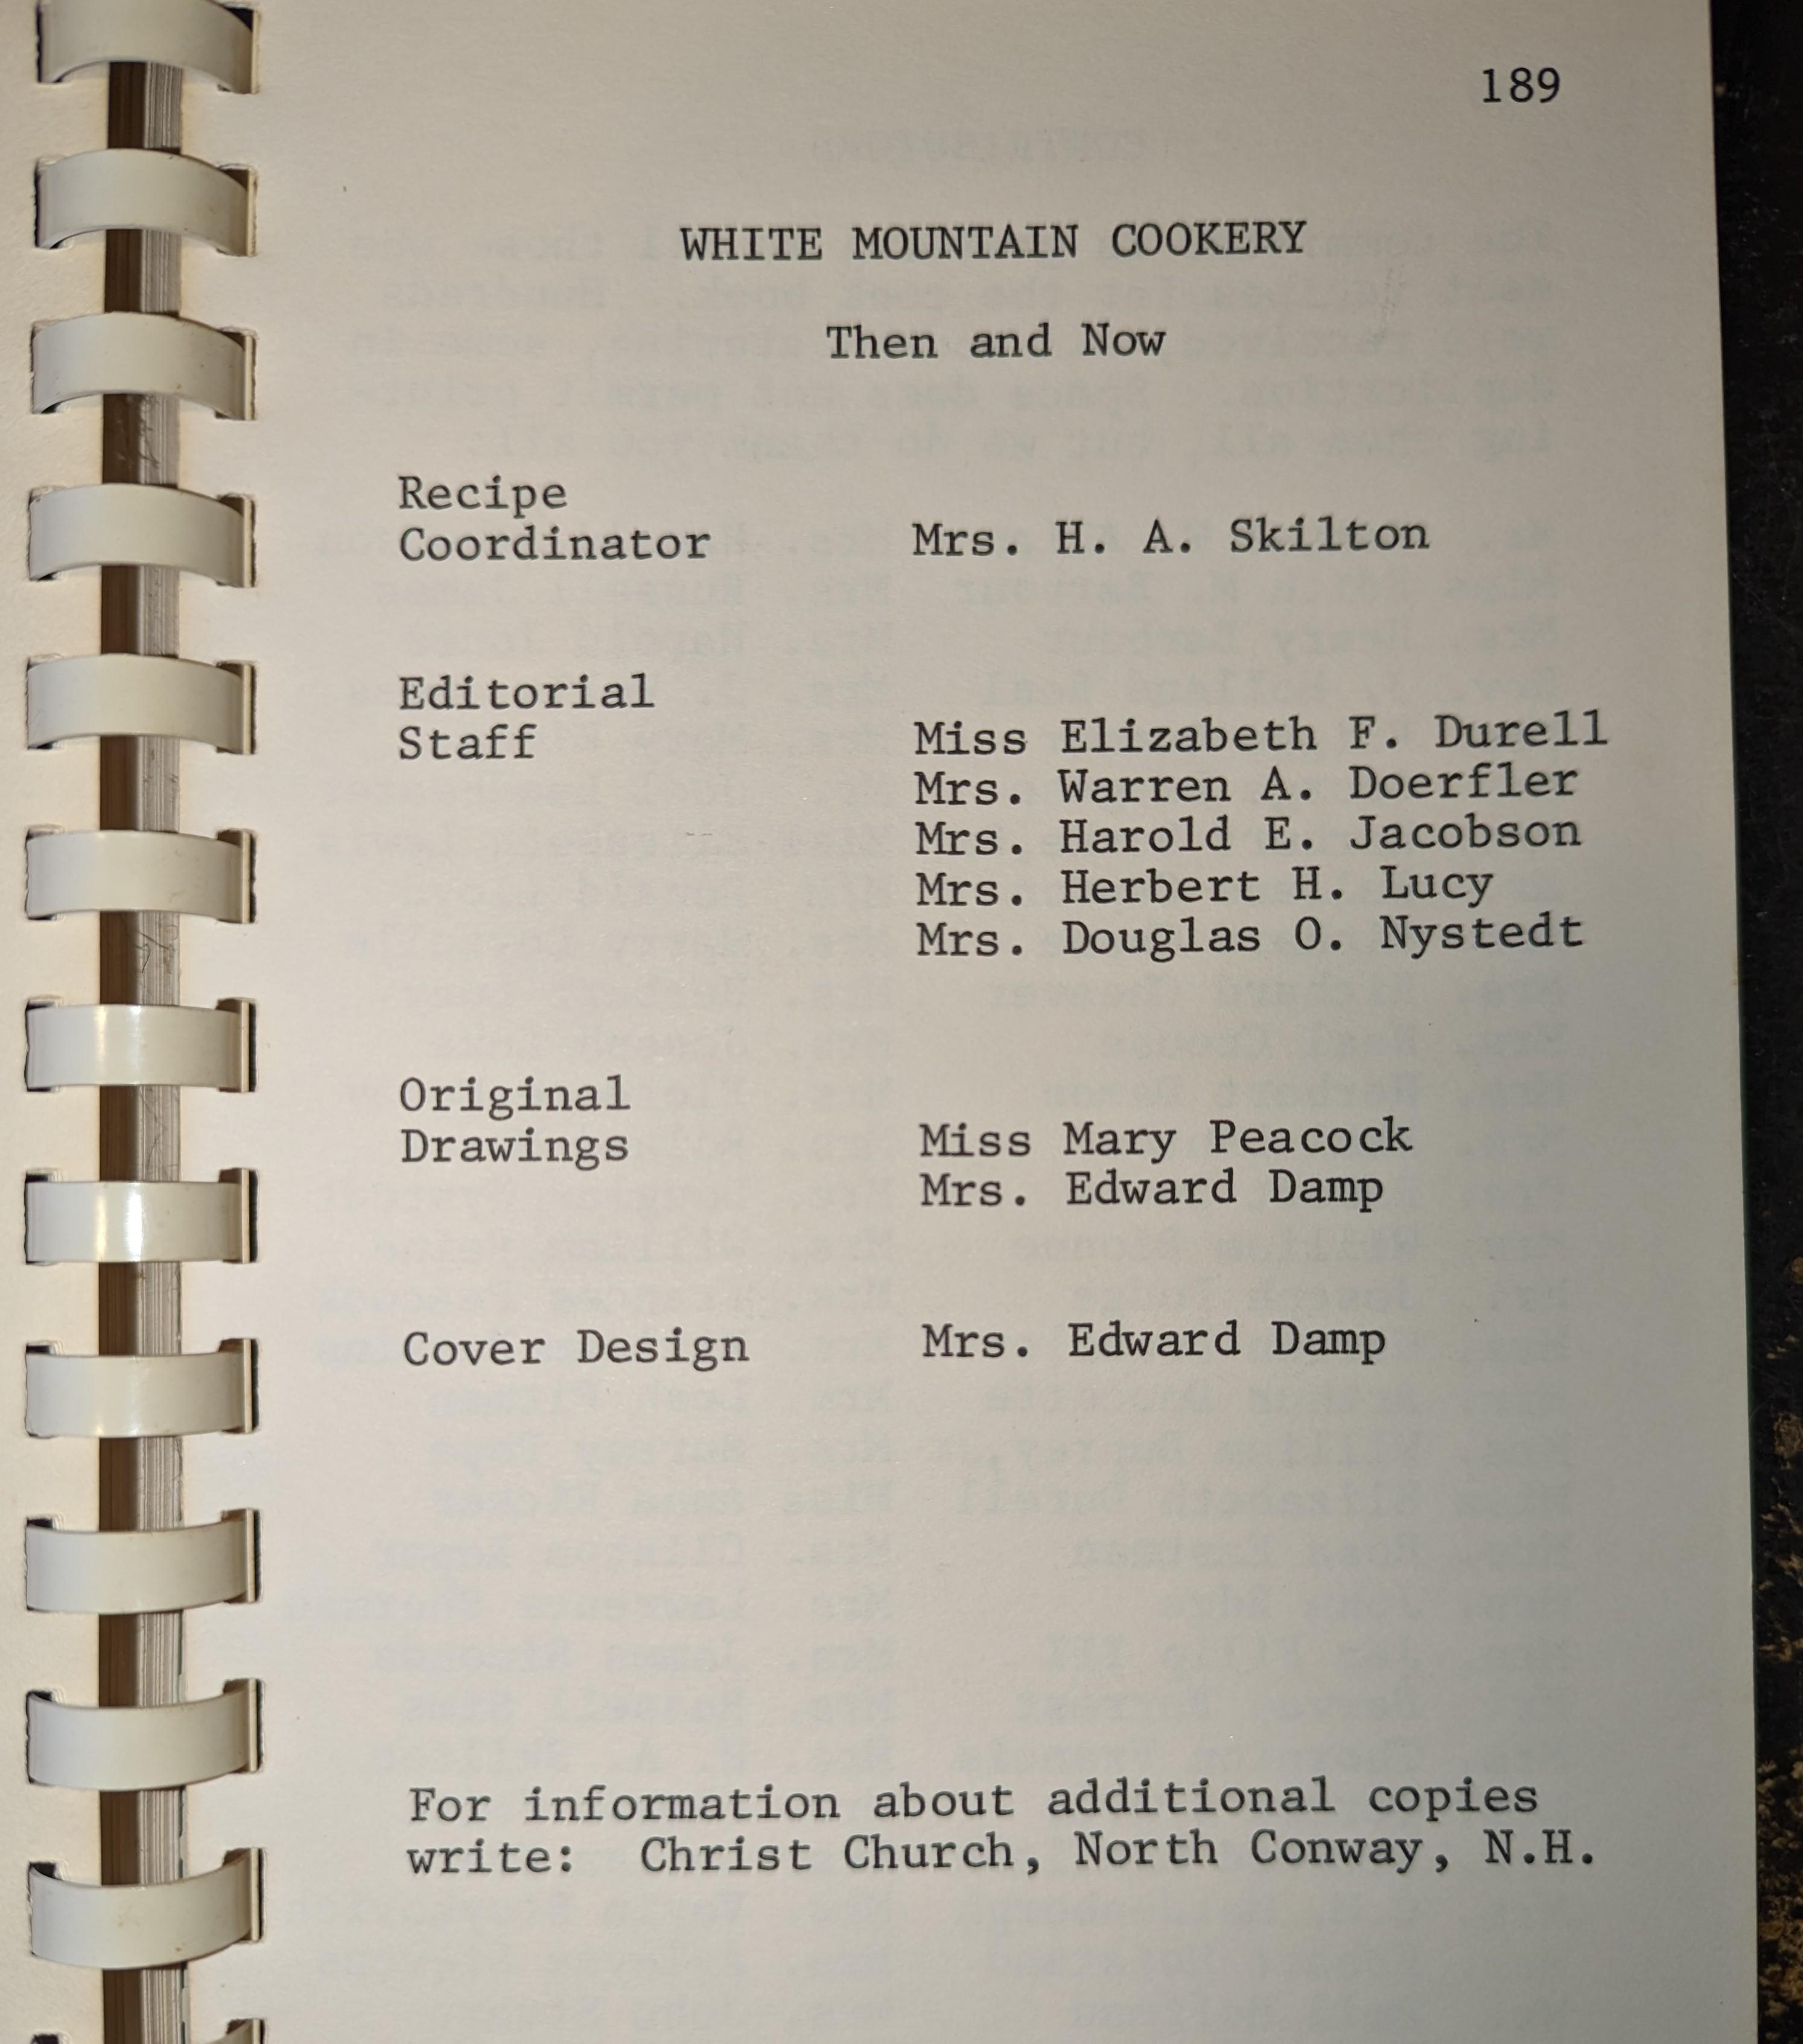 189
WHITE MOUNTAIN COOKERY
Then and Now
Recipe
Coordinator Mrs. H. A. Skilton
Editorial
Staff Miss Elizabeth F. Durell
Mrs. Warren A. Doerfler
Mrs. Harold E. Jacobson
Mrs. Herbert H. Lucy
Mrs. Douglas O. Nystedt
Original
Drawings Miss Mary Peacock
Mrs. Edward Damp
Cover Design Mrs. Edward Damp
For information about additional copies
write: Christ Church, North Conway, N.H.